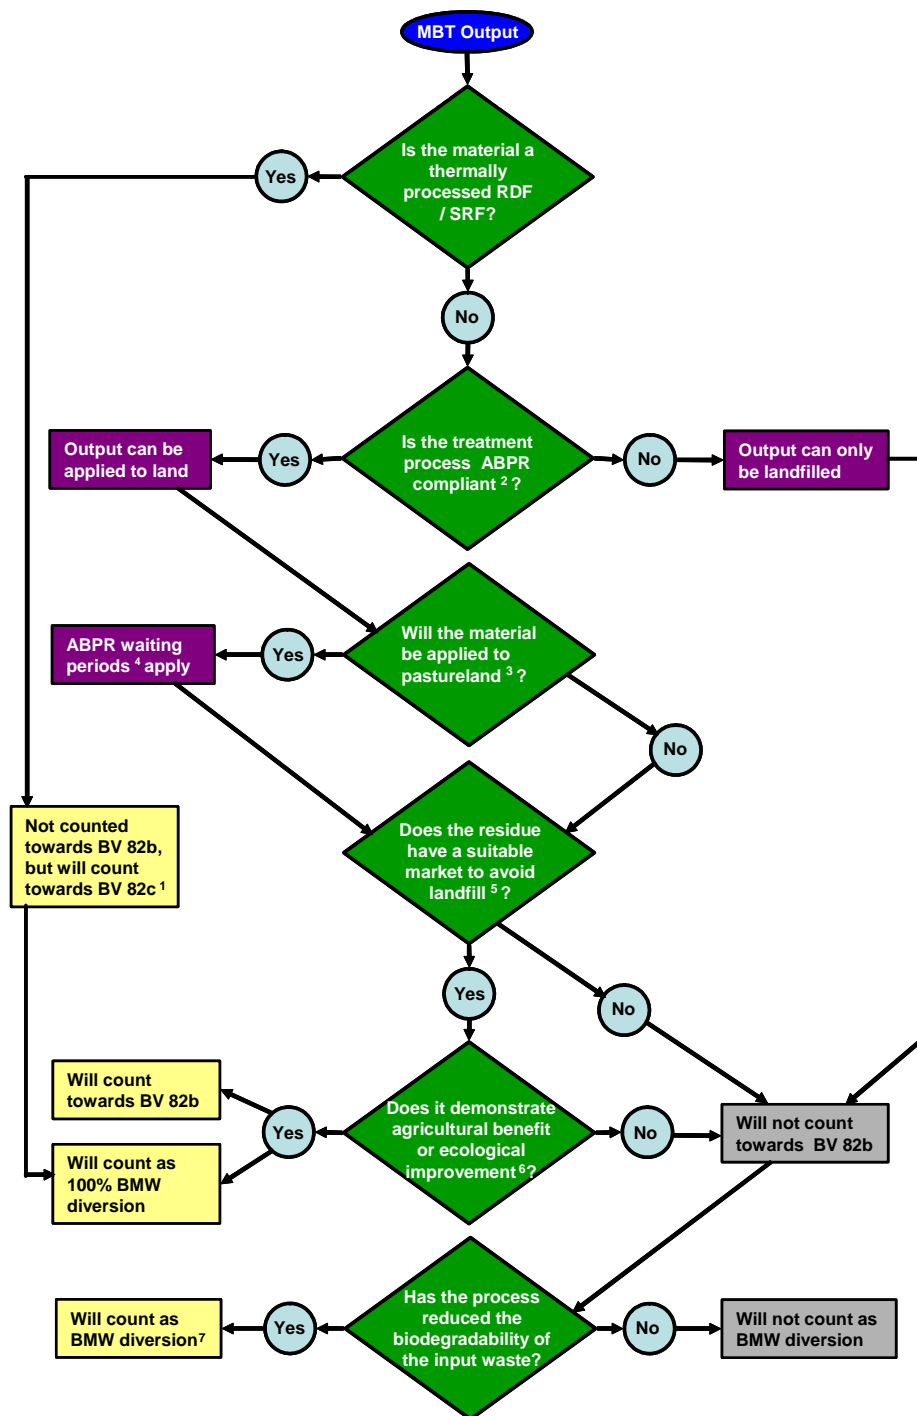 MBT Output
Is the material a
thermally
processed RDF
/ SRF?
Yes
No
Is the treatment
process ABPR
compliant ² ?
Yes
Output can be
applied to land
No
Output can only
be landfilled
Will the material
be applied to
pastureland ³ ?
Yes
ABPR waiting
periods ⁴ apply
No
Not counted
towards BV 82b,
but will count
towards BV 82c ¹
Does the residue
have a suitable
market to avoid
landfill ⁵ ?
Yes
No
Does it demonstrate
agricultural benefit
or ecological
improvement ⁶?
Yes
Will count
towards BV 82b
Will count as
100% BMW
diversion
No
Will not count
towards BV 82b
Has the process
reduced the
biodegradability of
the input waste?
Yes
Will count as
BMW diversion⁷
No
Will not count as
BMW diversion